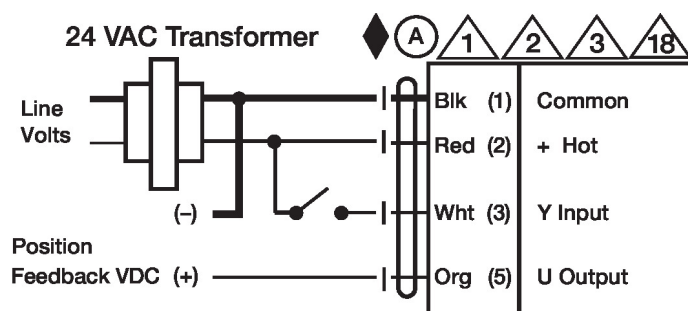 24 VAC Transformer
A 1 2 3 18
Line
Volts
Blk (1) Common
Red (2) + Hot
(–)
Wht (3) Y Input
Position
Feedback VDC (+)
Org (5) U Output